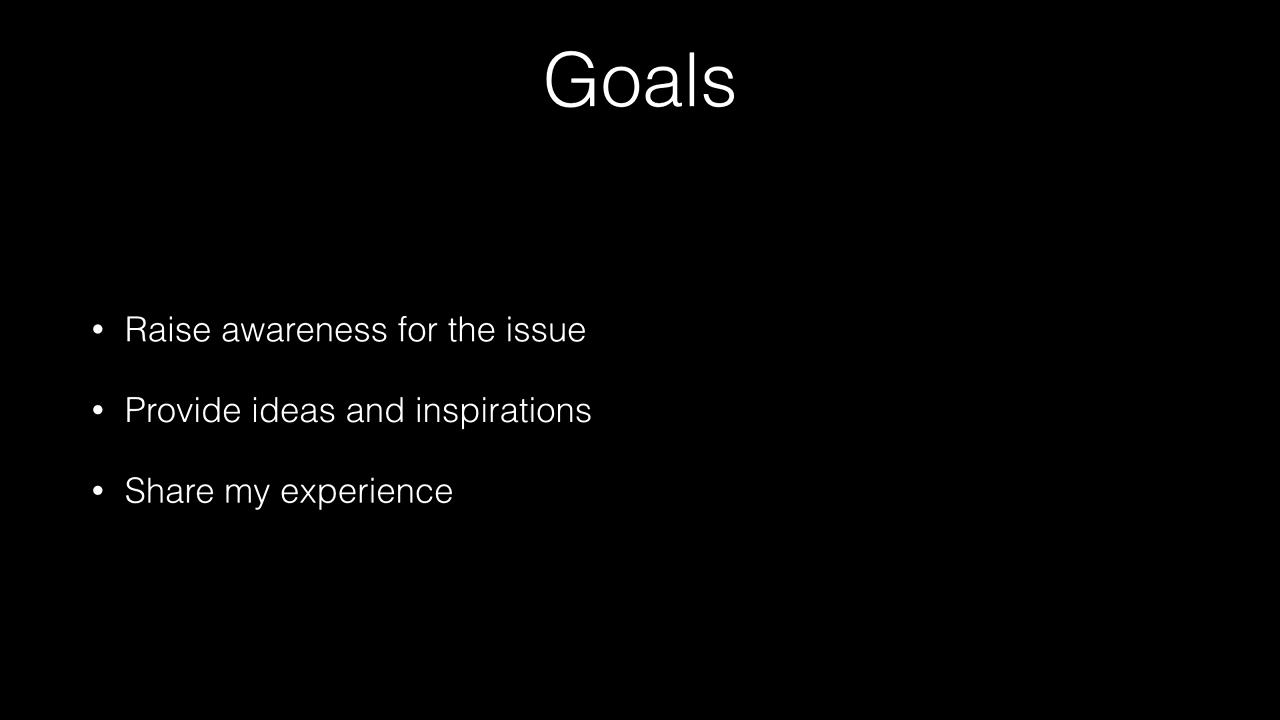 Goals
• Raise awareness for the issue
• Provide ideas and inspirations
• Share my experience